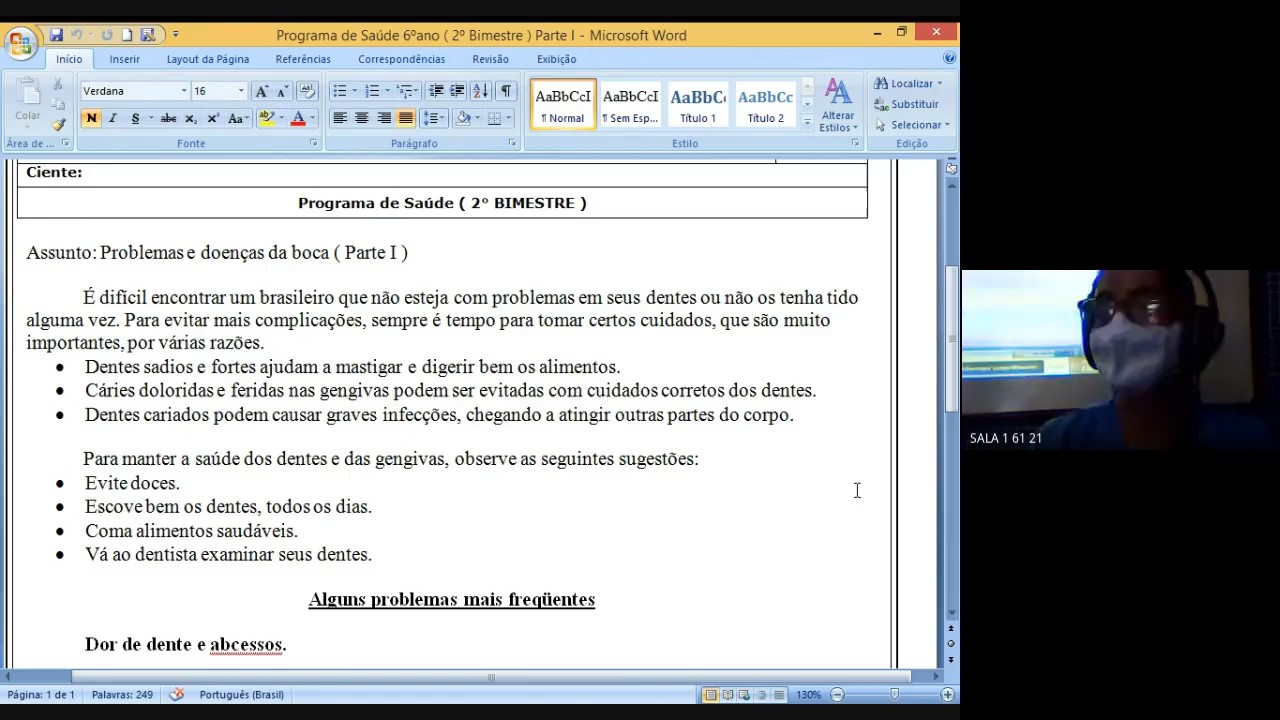 Programa de Saúde 6ºano ( 2º Bimestre ) Parte I - Microsoft Word
Início Inserir Layout da Página Referências Correspondências Revisão Exibição
Verdana 16
Colar
N I S abe x₂ x² Aa
AaBbCcI AaBbCcI AaBbC AaBbCc
¶ Normal ¶ Sem Esp... Título 1 Título 2
Alterar Estilos
Localizar
Substituir
Selecionar
Área de ... Fonte Parágrafo Estilo Edição
Ciente:
Programa de Saúde ( 2° BIMESTRE )
Assunto: Problemas e doenças da boca ( Parte I )
É difícil encontrar um brasileiro que não esteja com problemas em seus dentes ou não os tenha tido
alguma vez. Para evitar mais complicações, sempre é tempo para tomar certos cuidados, que são muito
importantes, por várias razões.
• Dentes sadios e fortes ajudam a mastigar e digerir bem os alimentos.
• Cáries doloridas e feridas nas gengivas podem ser evitadas com cuidados corretos dos dentes.
• Dentes cariados podem causar graves infecções, chegando a atingir outras partes do corpo.
Para manter a saúde dos dentes e das gengivas, observe as seguintes sugestões:
• Evite doces.
• Escove bem os dentes, todos os dias.
• Coma alimentos saudáveis.
• Vá ao dentista examinar seus dentes.
Alguns problemas mais freqüentes
Dor de dente e abcessos.
Página: 1 de 1 Palavras: 249 Português (Brasil) 130%
SALA 1 61 21